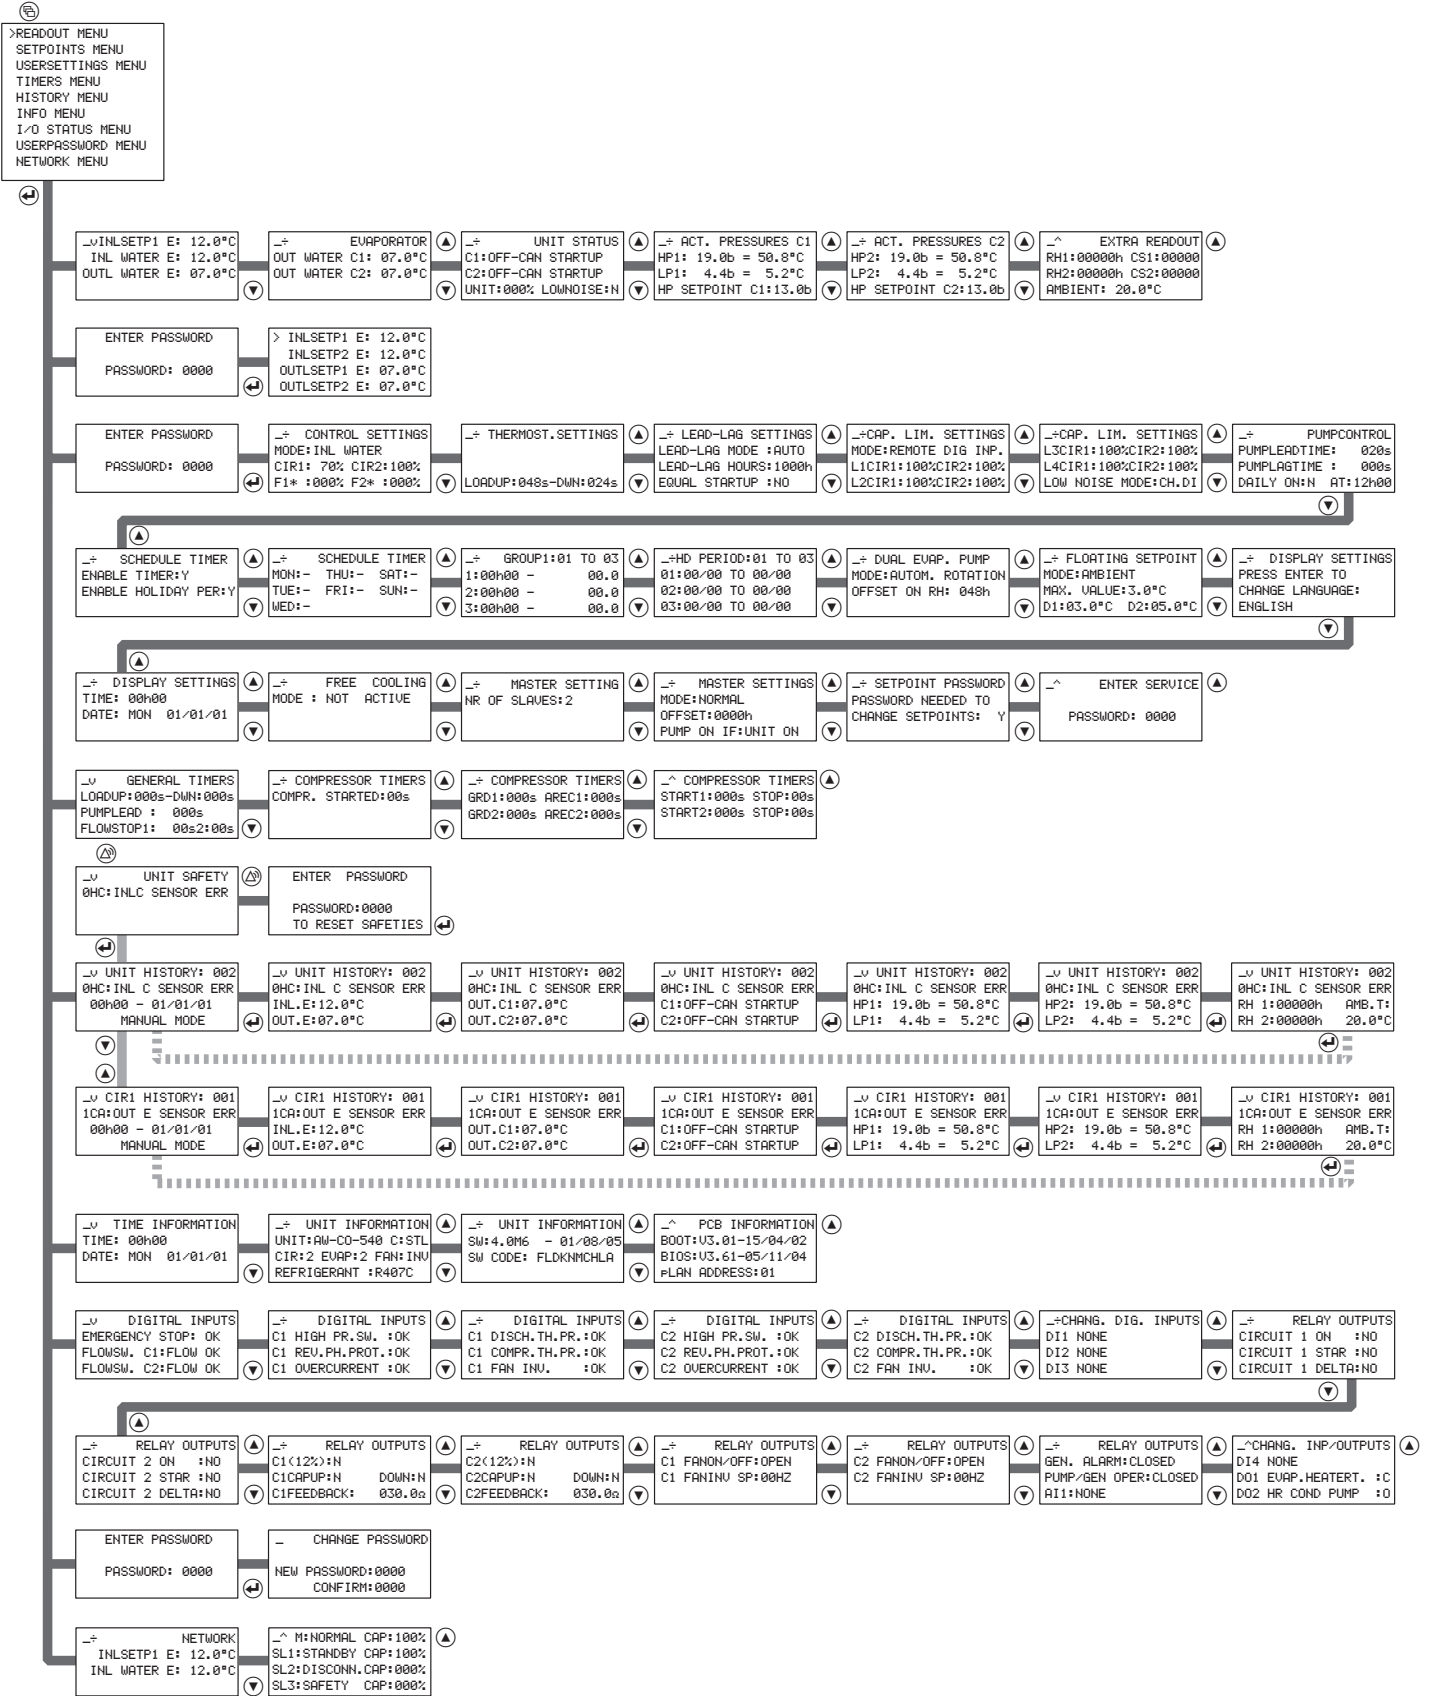 >READOUT MENU
SETPOINTS MENU
USERSETTINGS MENU
TIMERS MENU
HISTORY MENU
INFO MENU
I/O STATUS MENU
USERPASSWORD MENU
NETWORK MENU
_vINLSETP1 E: 12.0°C
INL WATER E: 12.0°C
OUTL WATER E: 07.0°C
_÷ EVAPORATOR
OUT WATER C1: 07.0°C
OUT WATER C2: 07.0°C
_÷ UNIT STATUS
C1:OFF-CAN STARTUP
C2:OFF-CAN STARTUP
UNIT:000% LOWNOISE:N
_÷ ACT. PRESSURES C1
HP1: 19.0b = 50.8°C
LP1: 4.4b = 5.2°C
HP SETPOINT C1:13.0b
_÷ ACT. PRESSURES C2
HP2: 19.0b = 50.8°C
LP2: 4.4b = 5.2°C
HP SETPOINT C2:13.0b
_^ EXTRA READOUT
RH1:00000h CS1:00000
RH2:00000h CS2:00000
AMBIENT: 20.0°C
ENTER PASSWORD
PASSWORD: 0000
> INLSETP1 E: 12.0°C
INLSETP2 E: 12.0°C
OUTLSETP1 E: 07.0°C
OUTLSETP2 E: 07.0°C
ENTER PASSWORD
PASSWORD: 0000
_÷ CONTROL SETTINGS
MODE:INL WATER
CIR1: 70% CIR2:100%
F1* :000% F2* :000%
_÷ THERMOST.SETTINGS
LOADUP:048s-DWN:024s
_÷ LEAD-LAG SETTINGS
LEAD-LAG MODE :AUTO
LEAD-LAG HOURS:1000h
EQUAL STARTUP :NO
_÷CAP. LIM. SETTINGS
MODE:REMOTE DIG INP.
L1CIR1:100%CIR2:100%
L2CIR1:100%CIR2:100%
_÷CAP. LIM. SETTINGS
L3CIR1:100%CIR2:100%
L4CIR1:100%CIR2:100%
LOW NOISE MODE:CH.DI
_÷ PUMPCONTROL
PUMPLEADTIME: 020s
PUMPLAGTIME : 000s
DAILY ON:N AT:12h00
_÷ SCHEDULE TIMER
ENABLE TIMER:Y
ENABLE HOLIDAY PER:Y
_÷ SCHEDULE TIMER
MON:- THU:- SAT:-
TUE:- FRI:- SUN:-
WED:-
_÷ GROUP1:01 TO 03
1:00h00 - 00.0
2:00h00 - 00.0
3:00h00 - 00.0
_÷HD PERIOD:01 TO 03
01:00/00 TO 00/00
02:00/00 TO 00/00
03:00/00 TO 00/00
_÷ DUAL EVAP. PUMP
MODE:AUTOM. ROTATION
OFFSET ON RH: 048h
_÷ FLOATING SETPOINT
MODE:AMBIENT
MAX. VALUE:3.0°C
D1:03.0°C D2:05.0°C
_÷ DISPLAY SETTINGS
PRESS ENTER TO
CHANGE LANGUAGE:
ENGLISH
_÷ DISPLAY SETTINGS
TIME: 00h00
DATE: MON 01/01/01
_÷ FREE COOLING
MODE : NOT ACTIVE
_÷ MASTER SETTING
NR OF SLAVES:2
_÷ MASTER SETTINGS
MODE:NORMAL
OFFSET:0000h
PUMP ON IF:UNIT ON
_÷ SETPOINT PASSWORD
PASSWORD NEEDED TO
CHANGE SETPOINTS: Y
_^ ENTER SERVICE
PASSWORD: 0000
_v GENERAL TIMERS
LOADUP:000s-DWN:000s
PUMPLEAD : 000s
FLOWSTOP1: 00s2:00s
_÷ COMPRESSOR TIMERS
COMPR. STARTED:00s
_÷ COMPRESSOR TIMERS
GRD1:000s AREC1:000s
GRD2:000s AREC2:000s
_^ COMPRESSOR TIMERS
START1:000s STOP:00s
START2:000s STOP:00s
_v UNIT SAFETY
0HC:INLC SENSOR ERR
ENTER PASSWORD
PASSWORD:0000
TO RESET SAFETIES
_v UNIT HISTORY: 002
0HC:INL C SENSOR ERR
00h00 - 01/01/01
MANUAL MODE
_v UNIT HISTORY: 002
0HC:INL C SENSOR ERR
INL.E:12.0°C
OUT.E:07.0°C
_v UNIT HISTORY: 002
0HC:INL C SENSOR ERR
OUT.C1:07.0°C
OUT.C2:07.0°C
_v UNIT HISTORY: 002
0HC:INL C SENSOR ERR
C1:OFF-CAN STARTUP
C2:OFF-CAN STARTUP
_v UNIT HISTORY: 002
0HC:INL C SENSOR ERR
HP1: 19.0b = 50.8°C
LP1: 4.4b = 5.2°C
_v UNIT HISTORY: 002
0HC:INL C SENSOR ERR
HP2: 19.0b = 50.8°C
LP2: 4.4b = 5.2°C
_v UNIT HISTORY: 002
0HC:INL C SENSOR ERR
RH 1:00000h AMB.T:
RH 2:00000h 20.0°C
_v CIR1 HISTORY: 001
1CA:OUT E SENSOR ERR
00h00 - 01/01/01
MANUAL MODE
_v CIR1 HISTORY: 001
1CA:OUT E SENSOR ERR
INL.E:12.0°C
OUT.E:07.0°C
_v CIR1 HISTORY: 001
1CA:OUT E SENSOR ERR
OUT.C1:07.0°C
OUT.C2:07.0°C
_v CIR1 HISTORY: 001
1CA:OUT E SENSOR ERR
C1:OFF-CAN STARTUP
C2:OFF-CAN STARTUP
_v CIR1 HISTORY: 001
1CA:OUT E SENSOR ERR
HP1: 19.0b = 50.8°C
LP1: 4.4b = 5.2°C
_v CIR1 HISTORY: 001
1CA:OUT E SENSOR ERR
HP2: 19.0b = 50.8°C
LP2: 4.4b = 5.2°C
_v CIR1 HISTORY: 001
1CA:OUT E SENSOR ERR
RH 1:00000h AMB.T:
RH 2:00000h 20.0°C
_v TIME INFORMATION
TIME: 00h00
DATE: MON 01/01/01
_÷ UNIT INFORMATION
UNIT:AW-CO-540 C:STL
CIR:2 EVAP:2 FAN:INV
REFRIGERANT :R407C
_÷ UNIT INFORMATION
SW:4.0M6 - 01/08/05
SW CODE: FLDKNMCHLA
_^ PCB INFORMATION
BOOT:V3.01-15/04/02
BIOS:V3.61-05/11/04
pLAN ADDRESS:01
_v DIGITAL INPUTS
EMERGENCY STOP: OK
FLOWSW. C1:FLOW OK
FLOWSW. C2:FLOW OK
_÷ DIGITAL INPUTS
C1 HIGH PR.SW. :OK
C1 REV.PH.PROT.:OK
C1 OVERCURRENT :OK
_÷ DIGITAL INPUTS
C1 DISCH.TH.PR.:OK
C1 COMPR.TH.PR.:OK
C1 FAN INV. :OK
_÷ DIGITAL INPUTS
C2 HIGH PR.SW. :OK
C2 REV.PH.PROT.:OK
C2 OVERCURRENT :OK
_÷ DIGITAL INPUTS
C2 DISCH.TH.PR.:OK
C2 COMPR.TH.PR.:OK
C2 FAN INV. :OK
_÷CHANG. DIG. INPUTS
DI1 NONE
DI2 NONE
DI3 NONE
_÷ RELAY OUTPUTS
CIRCUIT 1 ON :NO
CIRCUIT 1 STAR :NO
CIRCUIT 1 DELTA:NO
_÷ RELAY OUTPUTS
CIRCUIT 2 ON :NO
CIRCUIT 2 STAR :NO
CIRCUIT 2 DELTA:NO
_÷ RELAY OUTPUTS
C1(12%):N
C1CAPUP:N DOWN:N
C1FEEDBACK: 030.0Ω
_÷ RELAY OUTPUTS
C2(12%):N
C2CAPUP:N DOWN:N
C2FEEDBACK: 030.0Ω
_÷ RELAY OUTPUTS
C1 FANON/OFF:OPEN
C1 FANINV SP:00HZ
_÷ RELAY OUTPUTS
C2 FANON/OFF:OPEN
C2 FANINV SP:00HZ
_÷ RELAY OUTPUTS
GEN. ALARM:CLOSED
PUMP/GEN OPER:CLOSED
AI1:NONE
_^CHANG. INP/OUTPUTS
DI4 NONE
DO1 EVAP.HEATERT. :C
DO2 HR COND PUMP :O
ENTER PASSWORD
PASSWORD: 0000
_ CHANGE PASSWORD
NEW PASSWORD:0000
CONFIRM:0000
_÷ NETWORK
INLSETP1 E: 12.0°C
INL WATER E: 12.0°C
_^ M:NORMAL CAP:100%
SL1:STANDBY CAP:100%
SL2:DISCONN.CAP:000%
SL3:SAFETY CAP:000%